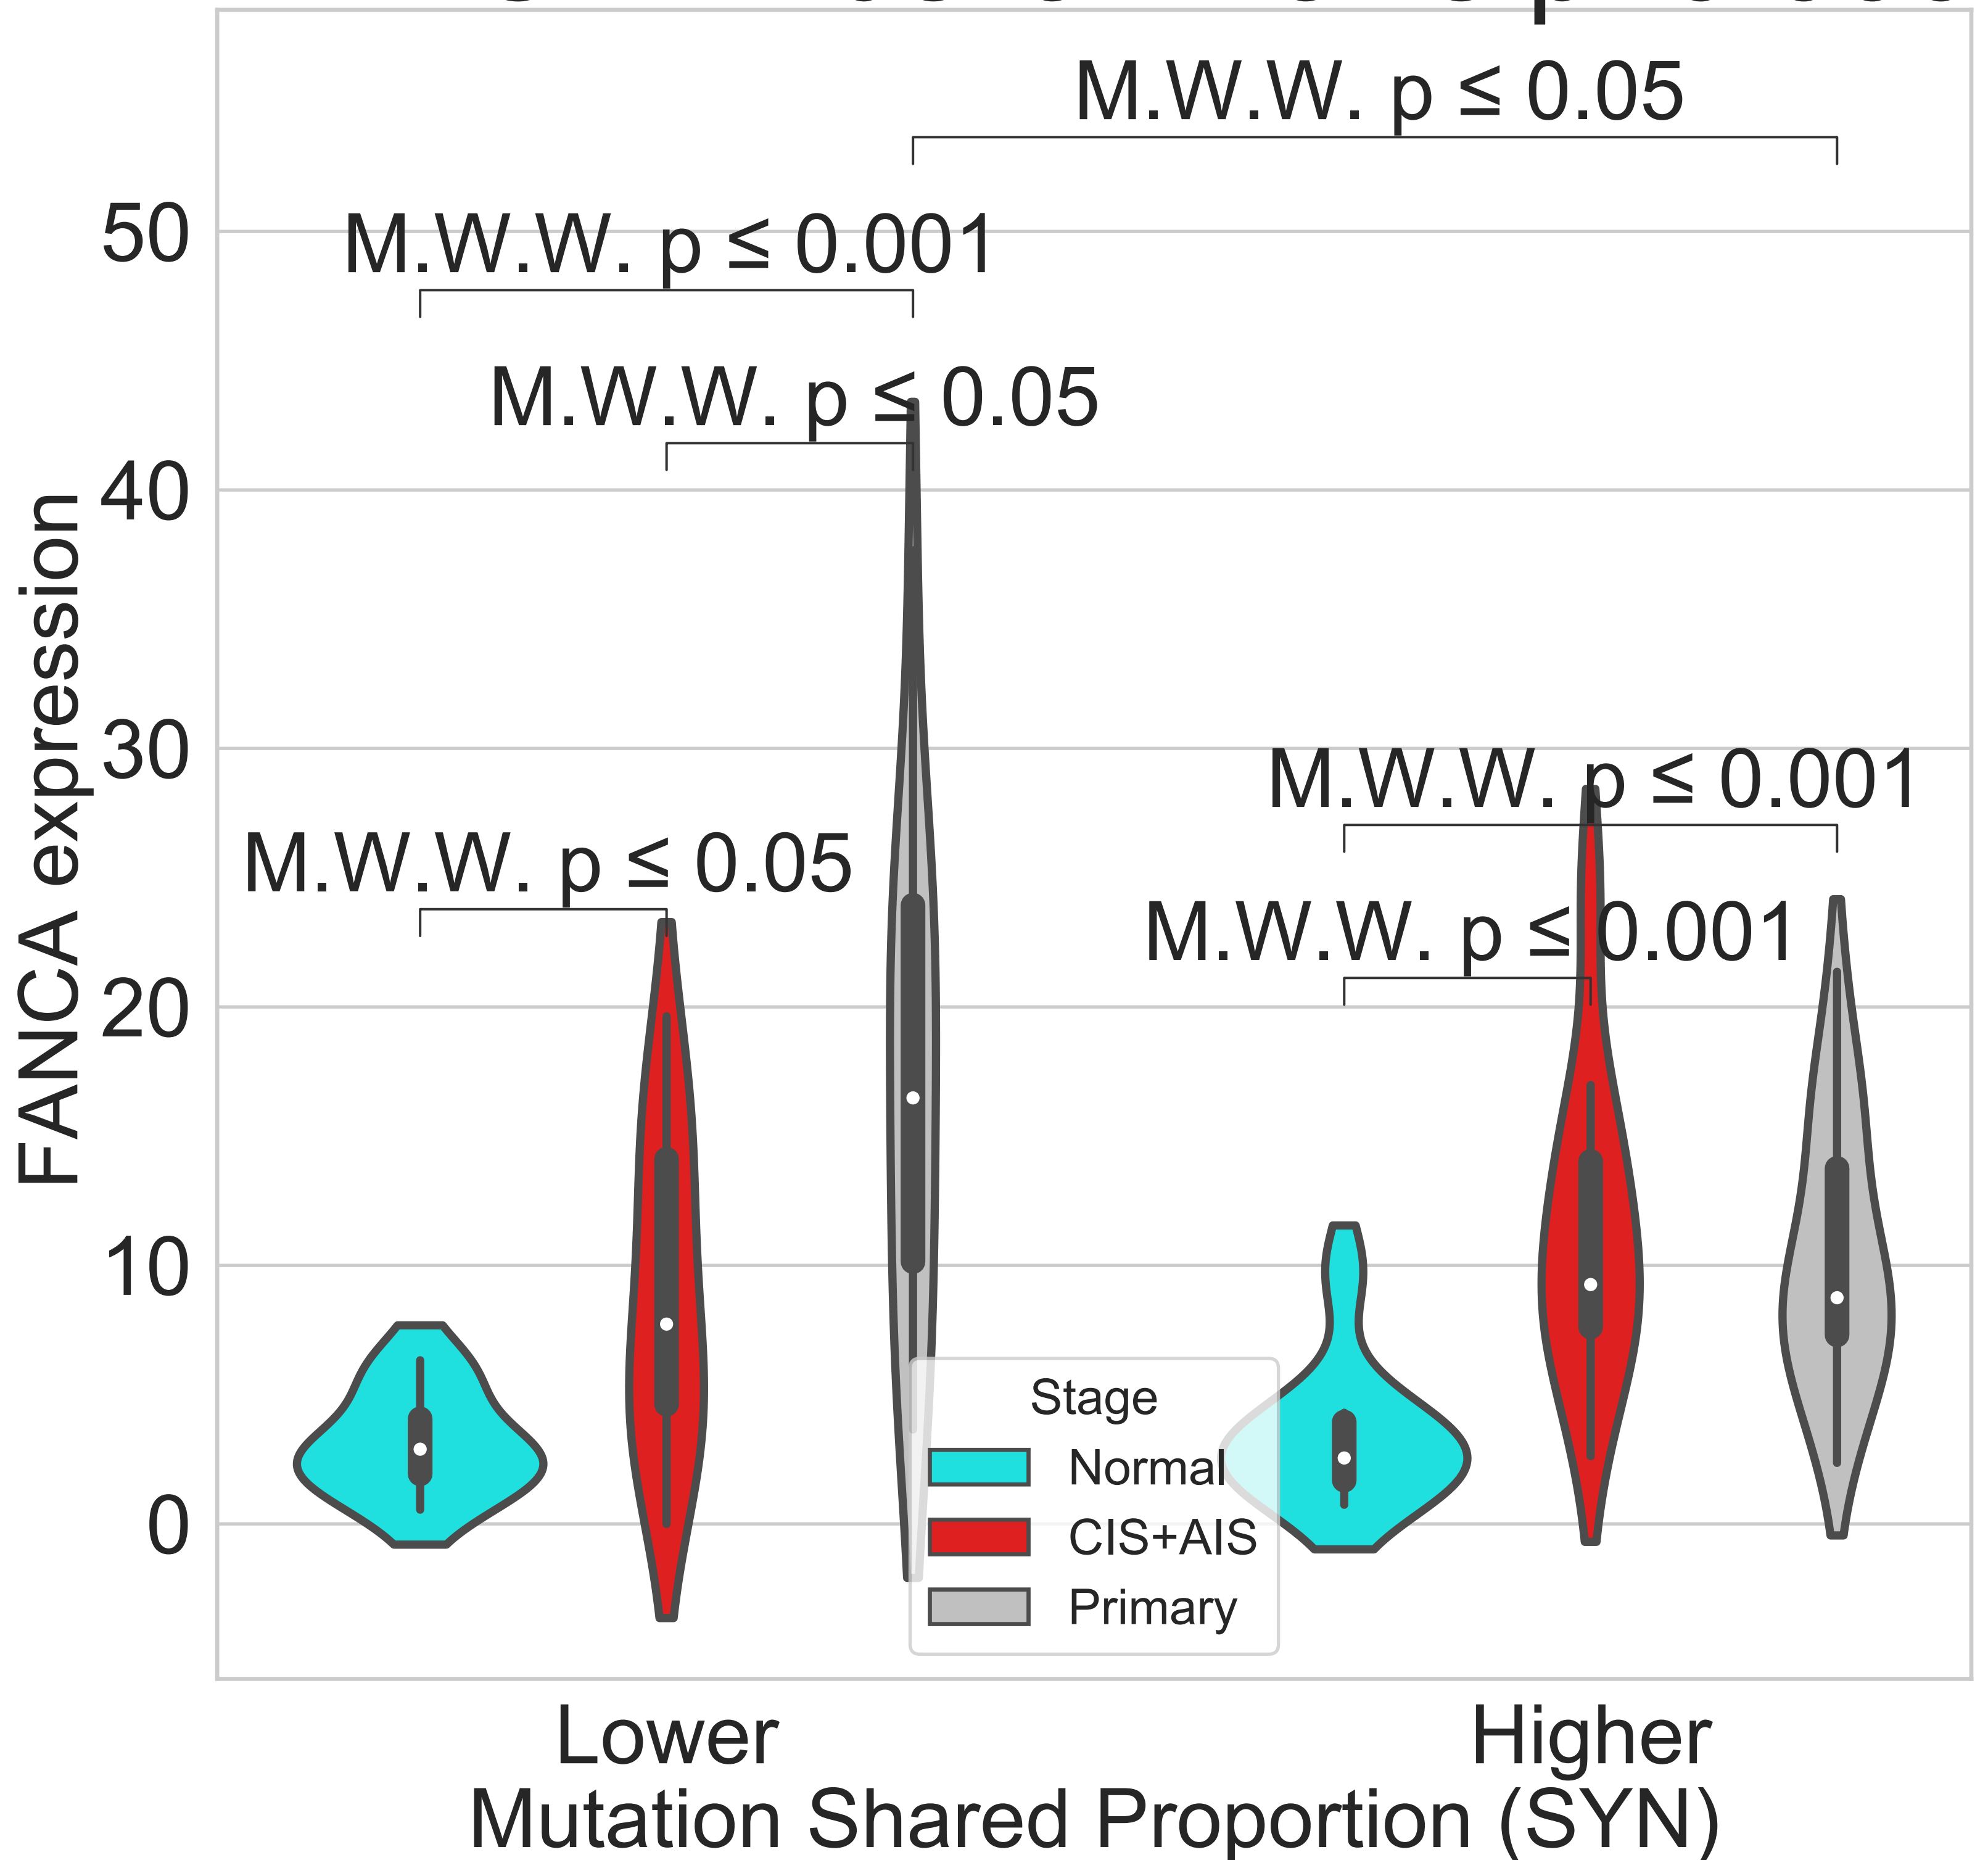 M.W.W. p ≤ 0.05
50
M.W.W. p ≤ 0.001
M.W.W. p ≤ 0.05
40
30
M.W.W. p ≤ 0.001
M.W.W. p ≤ 0.05
M.W.W. p ≤ 0.001
20
10
0
FANCA expression
Stage
Normal
CIS+AIS
Primary
Lower
Higher
Mutation Shared Proportion (SYN)